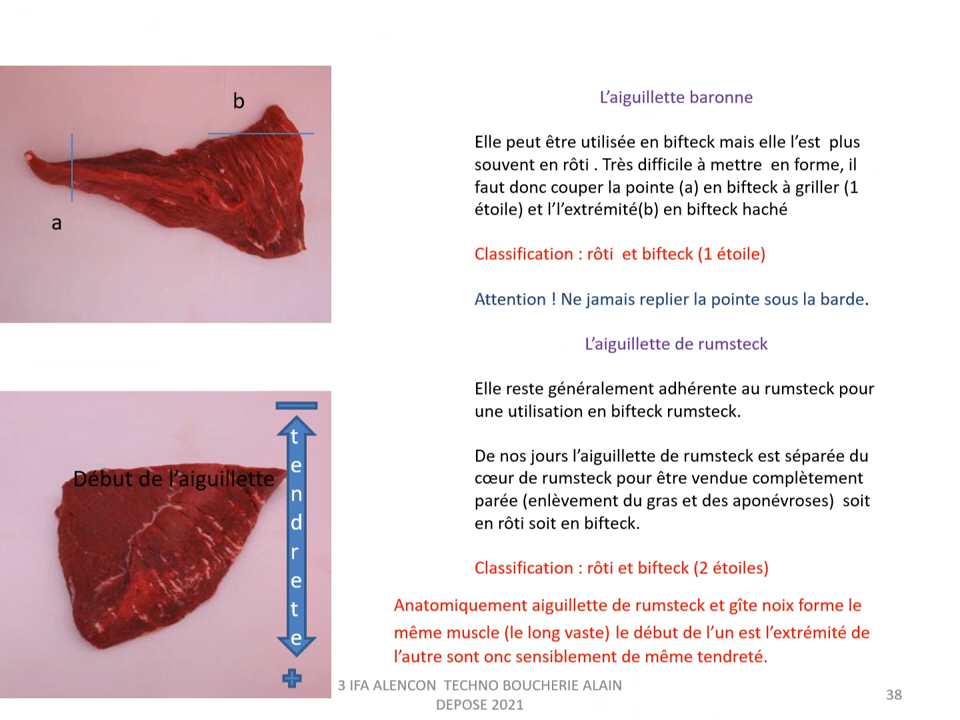 b
a
L’aiguillette baronne
Elle peut être utilisée en bifteck mais elle l’est plus
souvent en rôti . Très difficile à mettre en forme, il
faut donc couper la pointe (a) en bifteck à griller (1
étoile) et l’l’extrémité(b) en bifteck haché
Classification : rôti et bifteck (1 étoile)
Attention ! Ne jamais replier la pointe sous la barde.
L’aiguillette de rumsteck
Elle reste généralement adhérente au rumsteck pour
une utilisation en bifteck rumsteck.
De nos jours l’aiguillette de rumsteck est séparée du
cœur de rumsteck pour être vendue complètement
parée (enlèvement du gras et des aponévroses) soit
en rôti soit en bifteck.
Classification : rôti et bifteck (2 étoiles)
Début de l’aiguillette
tendrete
Anatomiquement aiguillette de rumsteck et gîte noix forme le
même muscle (le long vaste) le début de l’un est l’extrémité de
l’autre sont onc sensiblement de même tendreté.
3 IFA ALENCON TECHNO BOUCHERIE ALAIN
DEPOSE 2021
38